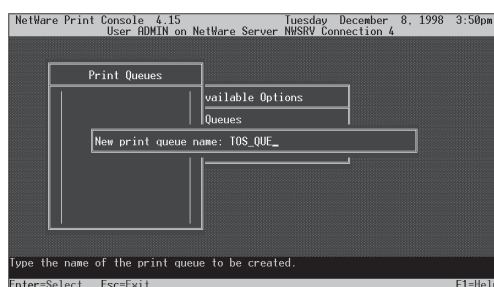 NetWare Print Console 4.15 Tuesday December 8, 1998 3:50pm
User ADMIN on NetWare Server NWSRV Connection 4
Print Queues
vailable Options
Queues
New print queue name: TOS_QUE_
Type the name of the print queue to be created.
Enter=Select Esc=Exit F1=Hel